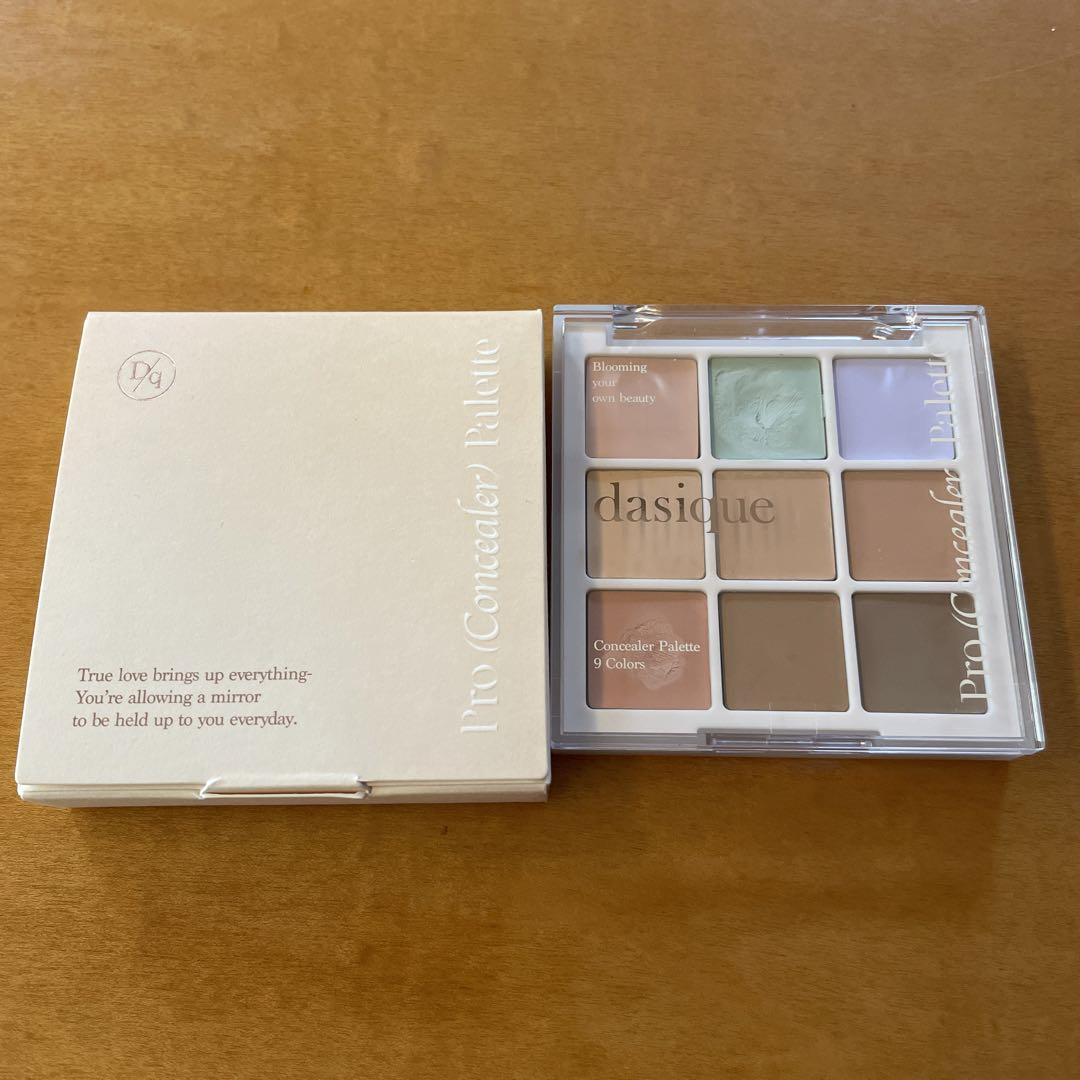 D/q
Pro (Concealer) Palette
True love brings up everything-
You're allowing a mirror
to be held up to you everyday.
Blooming
your
own beauty
dasique
Concealer Palette
9 Colors
Pro (Concealer) Palette